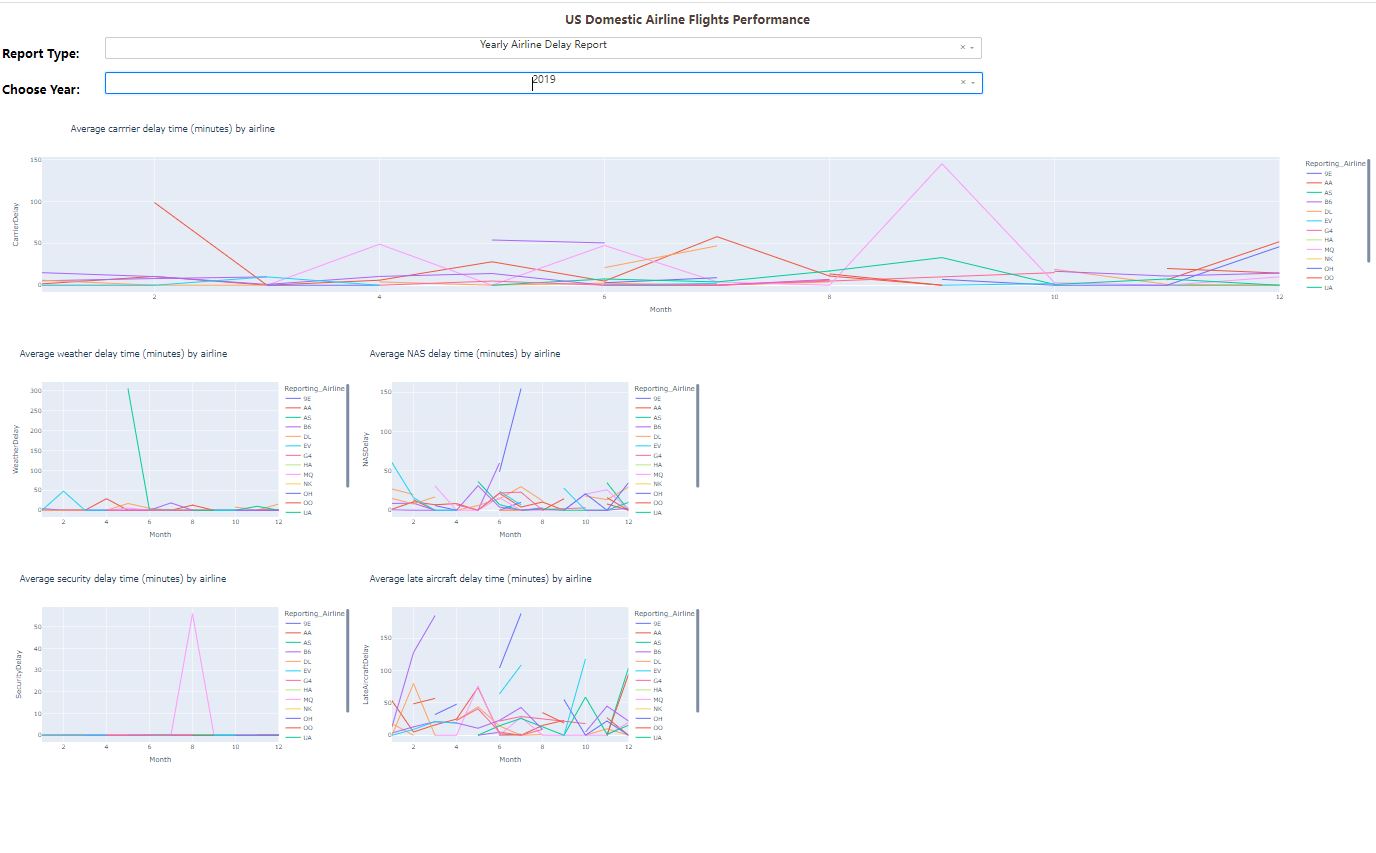 US Domestic Airline Flights Performance
Report Type:
Yearly Airline Delay Report
× 
Choose Year:
2019
×
Average carrrier delay time (minutes) by airline
CarrierDelay
150
100
50
0
2
4
6
8
10
12
Month
Reporting_Airline
9E
AA
AS
B6
DL
EV
G4
HA
MQ
NK
OH
OO
UA
Average weather delay time (minutes) by airline
WeatherDelay
300
250
200
150
100
50
0
2
4
6
8
10
12
Month
Reporting_Airline
9E
AA
AS
B6
DL
EV
G4
HA
MQ
NK
OH
OO
UA
Average NAS delay time (minutes) by airline
NASDelay
150
100
50
0
2
4
6
8
10
12
Month
Reporting_Airline
9E
AA
AS
B6
DL
EV
G4
HA
MQ
NK
OH
OO
UA
Average security delay time (minutes) by airline
SecurityDelay
50
40
30
20
10
0
2
4
6
8
10
12
Month
Reporting_Airline
9E
AA
AS
B6
DL
EV
G4
HA
MQ
NK
OH
OO
UA
Average late aircraft delay time (minutes) by airline
LateAircraftDelay
150
100
50
0
2
4
6
8
10
12
Month
Reporting_Airline
9E
AA
AS
B6
DL
EV
G4
HA
MQ
NK
OH
OO
UA